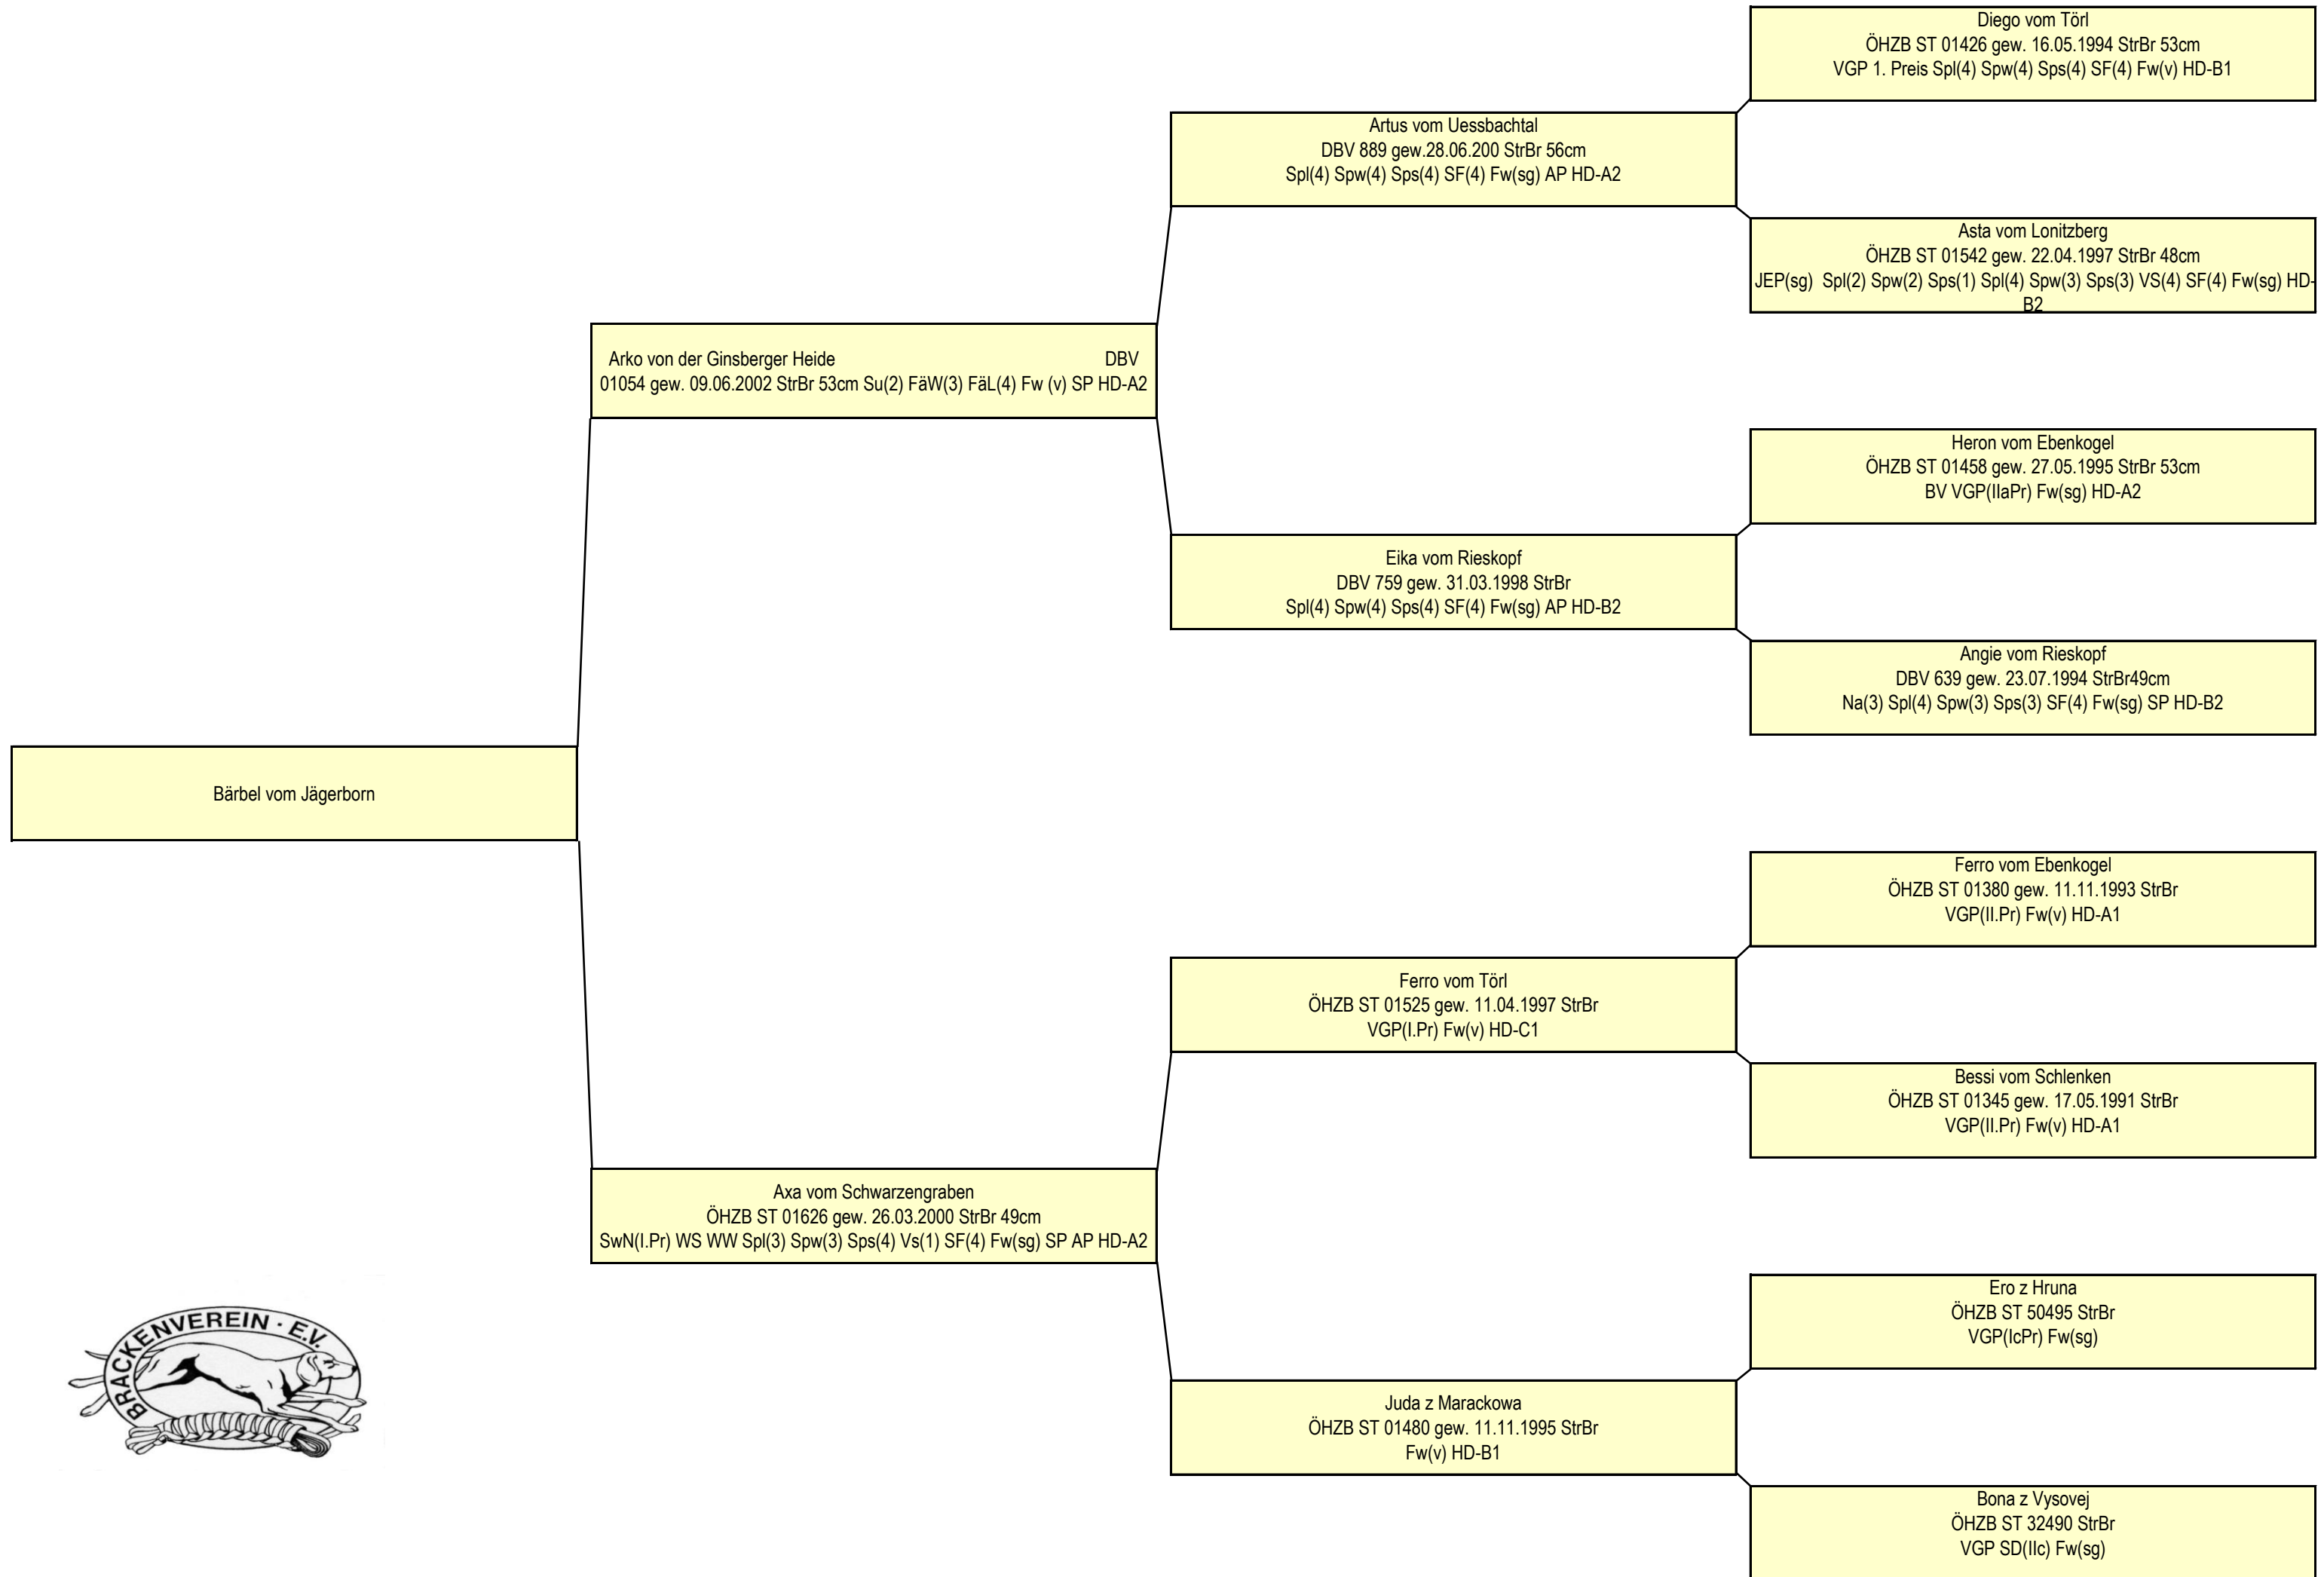 Diego vom Törl
ÖHZB ST 01426 gew. 16.05.1994 StrBr 53cm
VGP 1. Preis Spl(4) Spw(4) Sps(4) SF(4) Fw(v) HD-B1
Artus vom Uessbachtal
DBV 889 gew.28.06.200 StrBr 56cm
Spl(4) Spw(4) Sps(4) SF(4) Fw(sg) AP HD-A2
Asta vom Lonitzberg
ÖHZB ST 01542 gew. 22.04.1997 StrBr 48cm
JEP(sg) Spl(2) Spw(2) Sps(1) Spl(4) Spw(3) Sps(3) VS(4) SF(4) Fw(sg) HD-
B2
Arko von der Ginsberger Heide DBV
01054 gew. 09.06.2002 StrBr 53cm Su(2) FäW(3) FäL(4) Fw (v) SP HD-A2
Heron vom Ebenkogel
ÖHZB ST 01458 gew. 27.05.1995 StrBr 53cm
BV VGP(IIaPr) Fw(sg) HD-A2
Eika vom Rieskopf
DBV 759 gew. 31.03.1998 StrBr
Spl(4) Spw(4) Sps(4) SF(4) Fw(sg) AP HD-B2
Angie vom Rieskopf
DBV 639 gew. 23.07.1994 StrBr49cm
Na(3) Spl(4) Spw(3) Sps(3) SF(4) Fw(sg) SP HD-B2
Bärbel vom Jägerborn
Ferro vom Ebenkogel
ÖHZB ST 01380 gew. 11.11.1993 StrBr
VGP(II.Pr) Fw(v) HD-A1
Ferro vom Törl
ÖHZB ST 01525 gew. 11.04.1997 StrBr
VGP(I.Pr) Fw(v) HD-C1
Bessi vom Schlenken
ÖHZB ST 01345 gew. 17.05.1991 StrBr
VGP(II.Pr) Fw(v) HD-A1
Axa vom Schwarzengraben
ÖHZB ST 01626 gew. 26.03.2000 StrBr 49cm
SwN(I.Pr) WS WW Spl(3) Spw(3) Sps(4) Vs(1) SF(4) Fw(sg) SP AP HD-A2
Ero z Hruna
ÖHZB ST 50495 StrBr
VGP(IcPr) Fw(sg)
Juda z Marackowa
ÖHZB ST 01480 gew. 11.11.1995 StrBr
Fw(v) HD-B1
Bona z Vysovej
ÖHZB ST 32490 StrBr
VGP SD(IIc) Fw(sg)
BRACKENVEREIN · E.V.